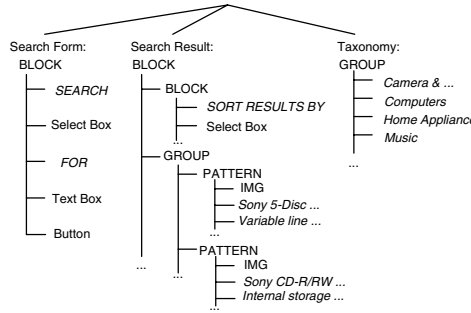 Search Form:
BLOCK
SEARCH
Select Box
FOR
Text Box
Button
Search Result:
BLOCK
BLOCK
SORT RESULTS BY
Select Box
...
GROUP
PATTERN
IMG
Sony 5-Disc ...
Variable line ...
...
PATTERN
IMG
Sony CD-R/RW ...
Internal storage ...
...
...
...
Taxonomy:
GROUP
Camera & ...
Computers
Home Appliance
Music
...